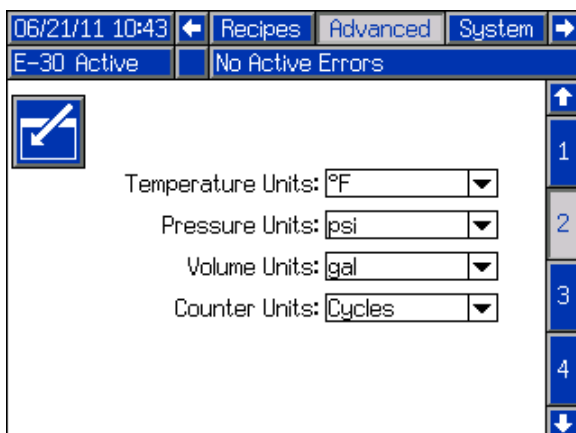 06/21/11 10:43 Recipes Advanced System
E-30 Active No Active Errors
1
Temperature Units: °F
Pressure Units: psi
2
Volume Units: gal
Counter Units: Cycles
3
4